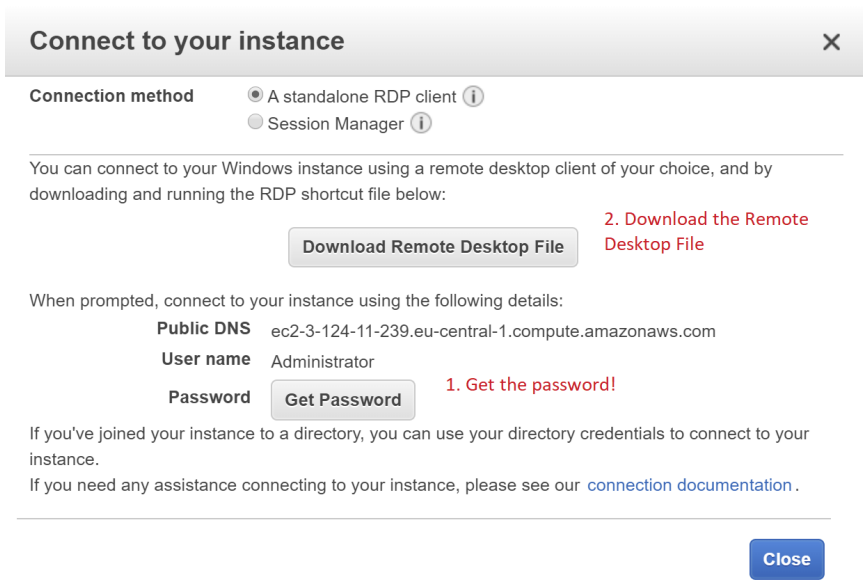 Connect to your instance
Connection method
A standalone RDP client
Session Manager
You can connect to your Windows instance using a remote desktop client of your choice, and by
downloading and running the RDP shortcut file below:
Download Remote Desktop File
2. Download the Remote
Desktop File
When prompted, connect to your instance using the following details:
Public DNS ec2-3-124-11-239.eu-central-1.compute.amazonaws.com
User name Administrator
Password Get Password
1. Get the password!
If you've joined your instance to a directory, you can use your directory credentials to connect to your
instance.
If you need any assistance connecting to your instance, please see our connection documentation.
Close